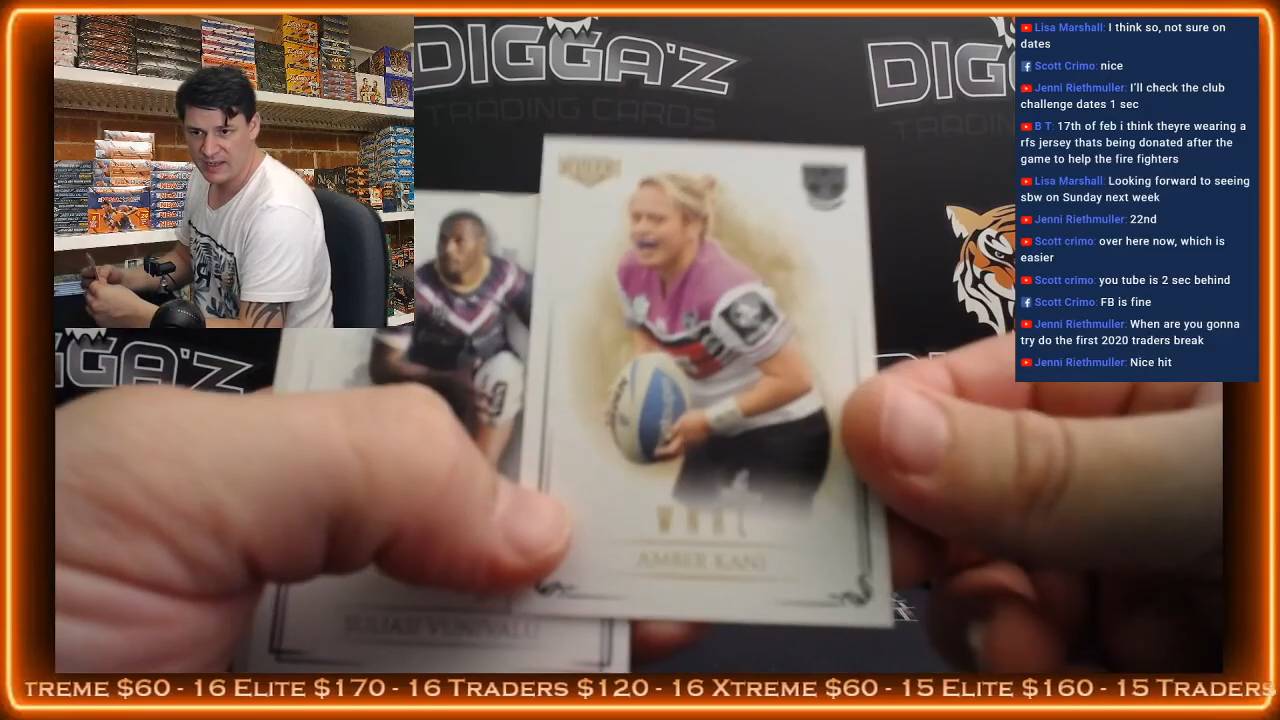 DIGGA'Z
TRADING CARDS
DIG
DIGGA'Z
WNRL
AMBER KANI
SULIASI VUNIVALU
Lisa Marshall: I think so, not sure on
dates
Scott Crimo: nice
Jenni Riethmuller: I'll check the club
challenge dates 1 sec
B T: 17th of feb i think theyre wearing a
rfs jersey thats being donated after the
game to help the fire fighters
Lisa Marshall: Looking forward to seeing
sbw on Sunday next week
Jenni Riethmuller: 22nd
Scott crimo: over here now, which is
easier
Scott crimo: you tube is 2 sec behind
Scott Crimo: FB is fine
Jenni Riethmuller: When are you gonna
try do the first 2020 traders break
Jenni Riethmuller: Nice hit
TREME $60 - 16 ELITE $170 - 16 TRADERS $120 - 16 XTREME $60 - 15 ELITE $160 - 15 TRADERS